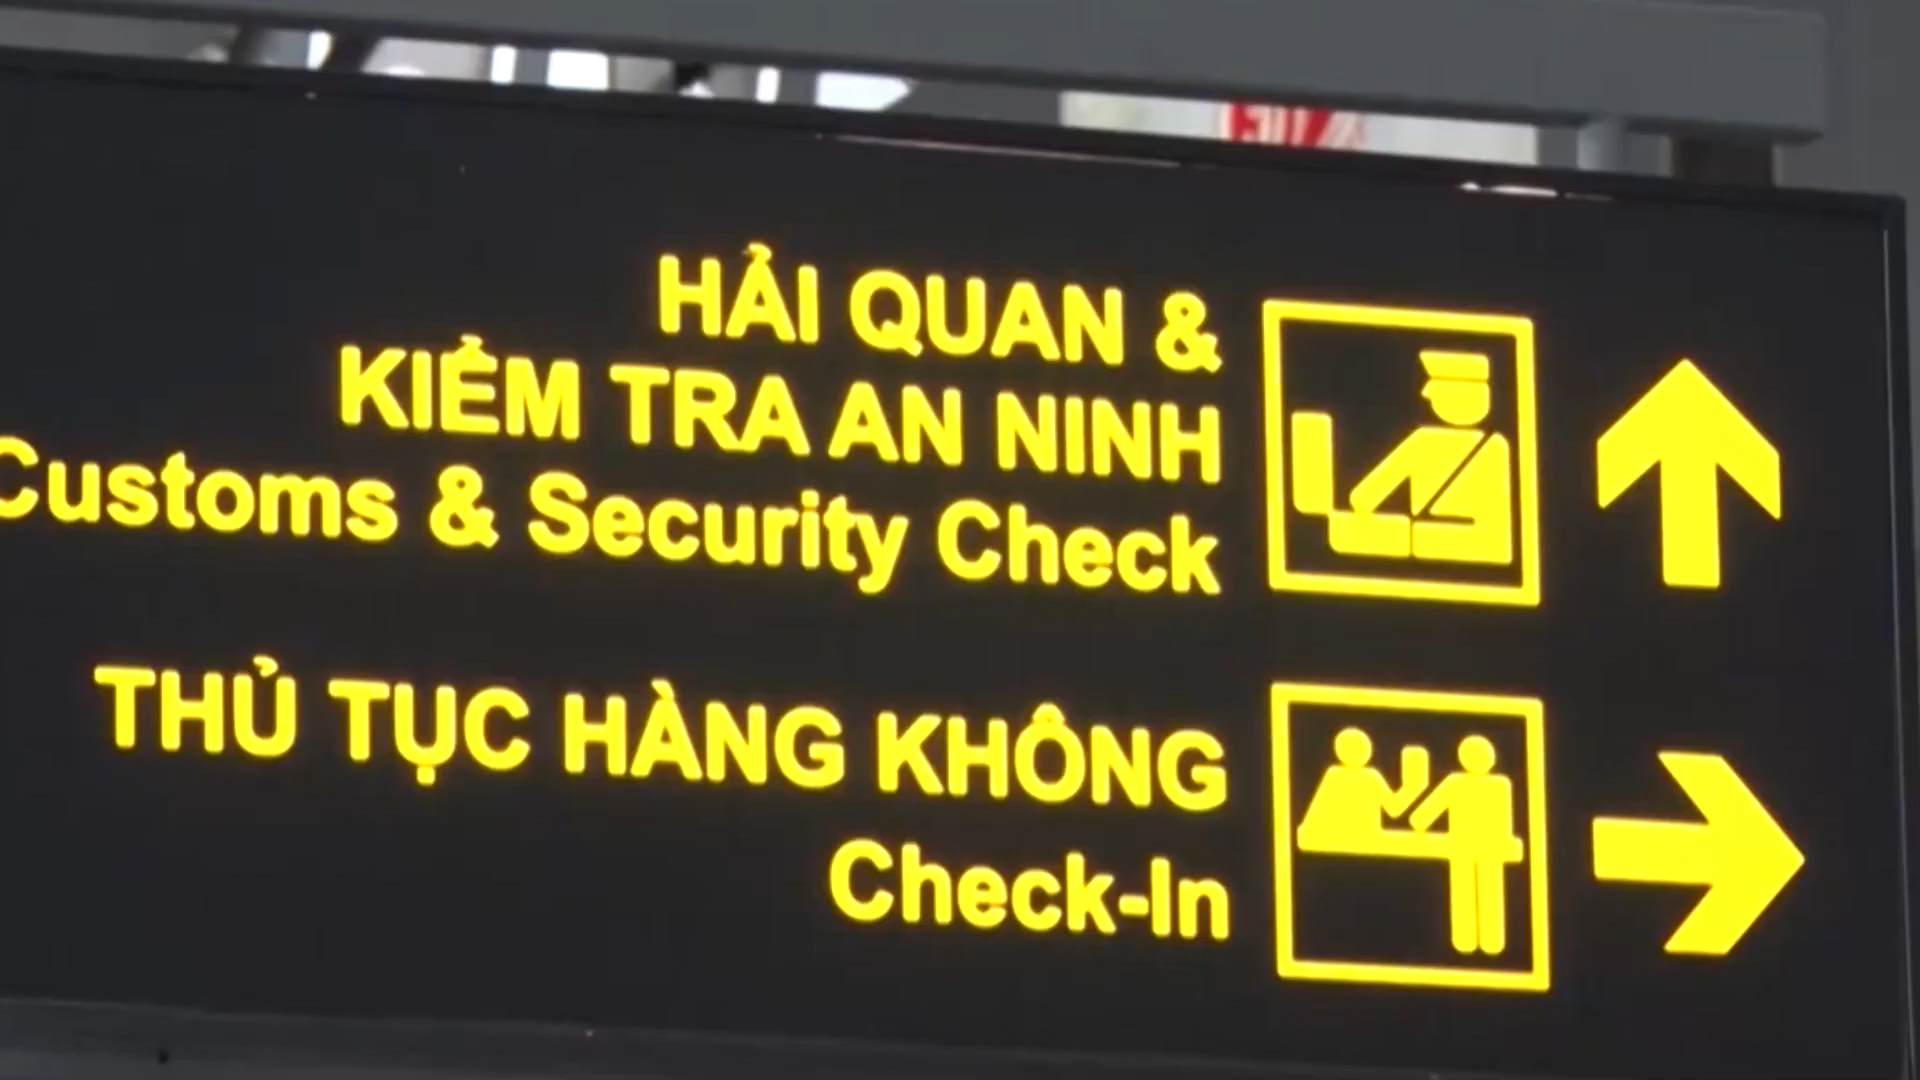 HẢI QUAN &
KIỂM TRA AN NINH
Customs & Security Check
THỦ TỤC HÀNG KHÔNG
Check-In